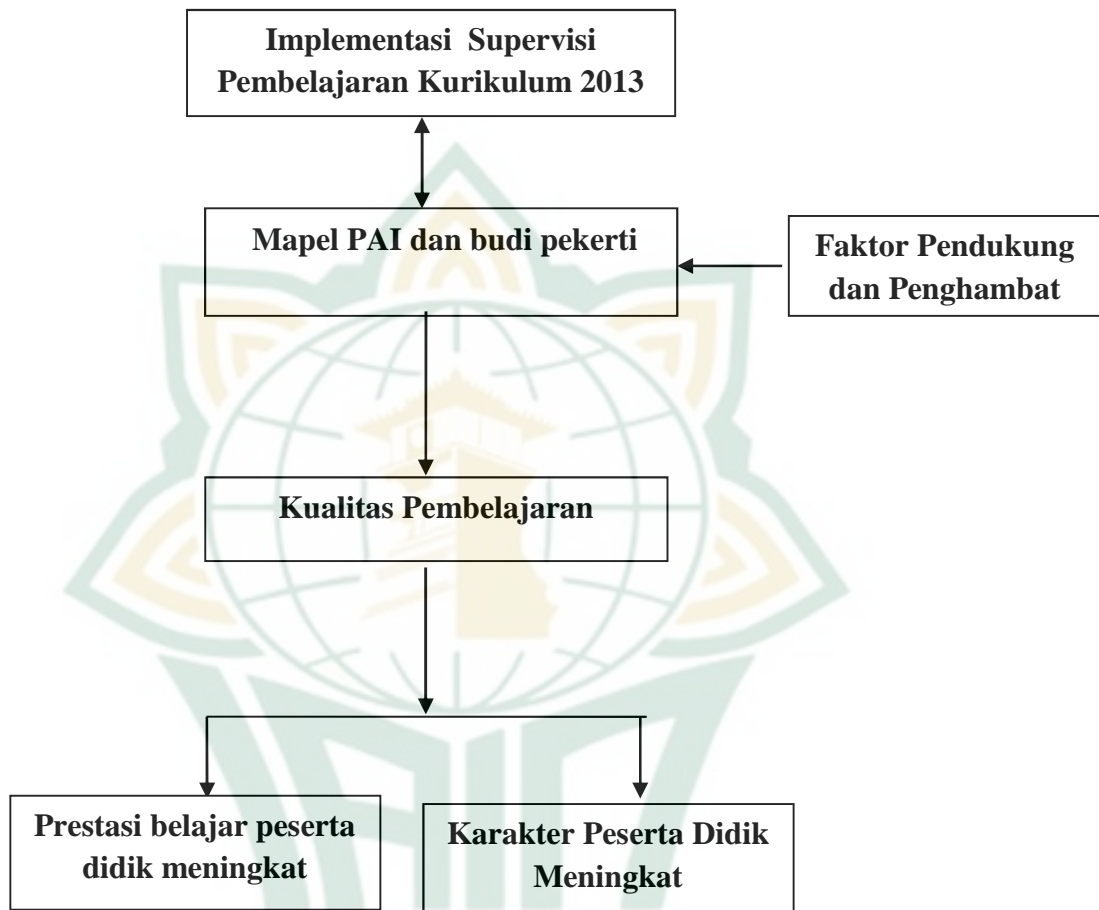 Implementasi Supervisi
Pembelajaran Kurikulum 2013
Mapel PAI dan budi pekerti
Faktor Pendukung
dan Penghambat
Kualitas Pembelajaran
Prestasi belajar peserta
didik meningkat
Karakter Peserta Didik
Meningkat